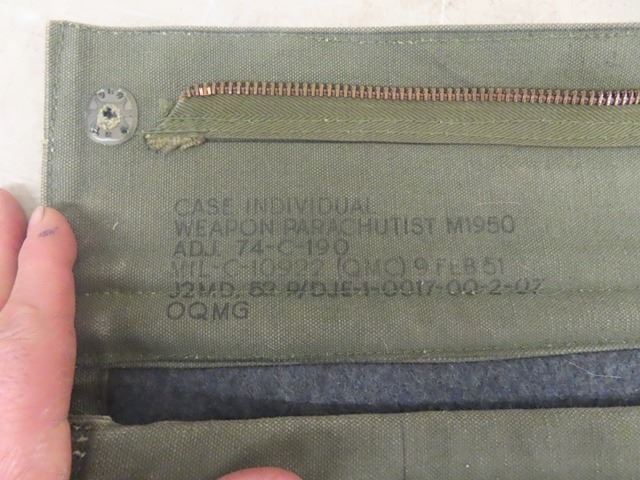 CASE INDIVIDUAL
WEAPON PARACHUTIST M1950
ADJ. 74-C-190
MIL-C-10922 (QMC) 9 FEB 51
J2MD. 52 R/DJE-1-0017-00-2-07
OQMG